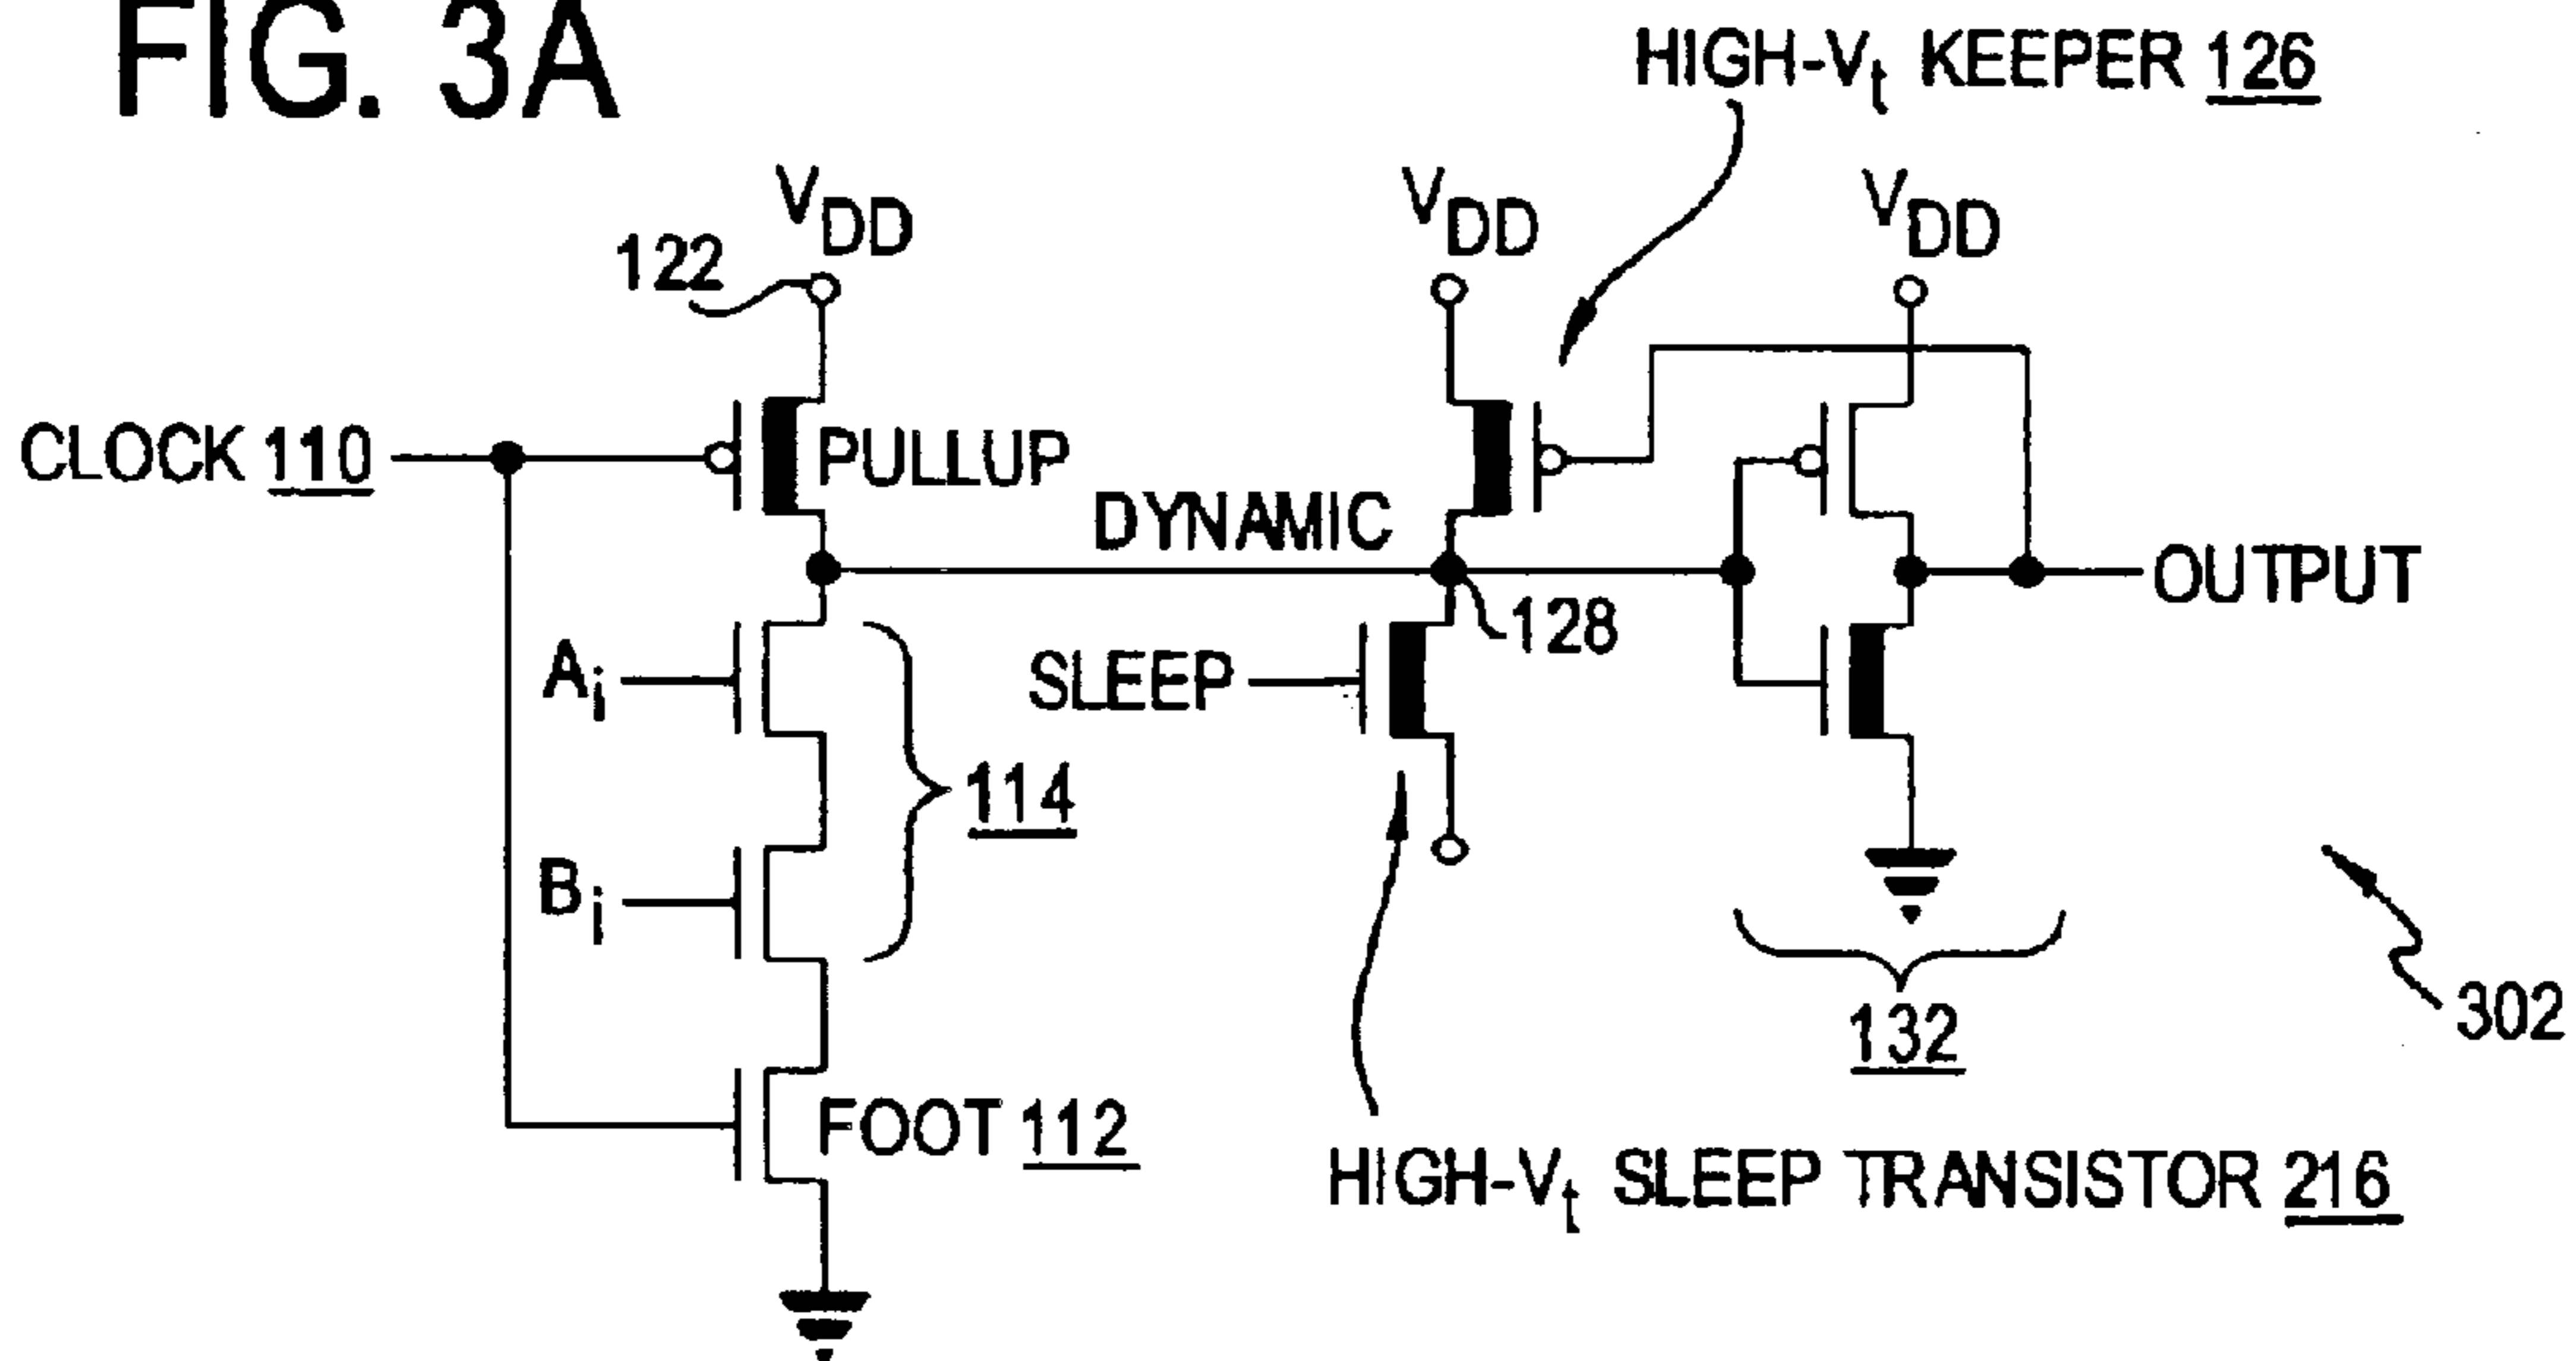 FIG. 3A
HIGH-Vt KEEPER 126
VDD
VDD
VDD
122
CLOCK 110
PULLUP
DYNAMIC
OUTPUT
128
Ai
SLEEP
114
Bi
302
132
FOOT 112
HIGH-Vt SLEEP TRANSISTOR 216